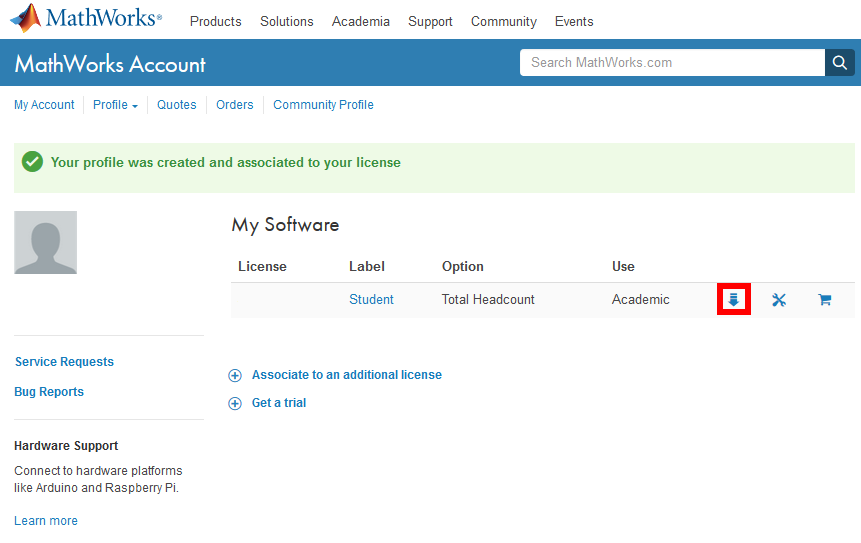 MathWorks®
Products Solutions Academia Support Community Events
MathWorks Account
Search MathWorks.com
My Account Profile Quotes Orders Community Profile
Your profile was created and associated to your license
My Software
License Label Option Use
Student Total Headcount Academic
Service Requests
Bug Reports
Associate to an additional license
Get a trial
Hardware Support
Connect to hardware platforms
like Arduino and Raspberry Pi.
Learn more